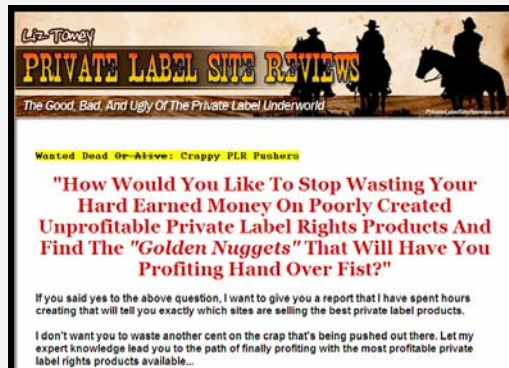 Liz Tomey
PRIVATE LABEL SITE REVIEWS
The Good, Bad, And Ugly Of The Private Label Underworld
PrivateLabelSiteReviews.com
Wanted Dead Or Alive: Crappy PLR Pushers
"How Would You Like To Stop Wasting Your
Hard Earned Money On Poorly Created
Unprofitable Private Label Rights Products And
Find The "Golden Nuggets" That Will Have You
Profiting Hand Over Fist?"
If you said yes to the above question, I want to give you a report that I have spent hours
creating that will tell you exactly which sites are selling the best private label products.
I don't want you to waste another cent on the crap that's being pushed out there. Let my
expert knowledge lead you to the path of finally profiting with the most profitable private
label rights products available...